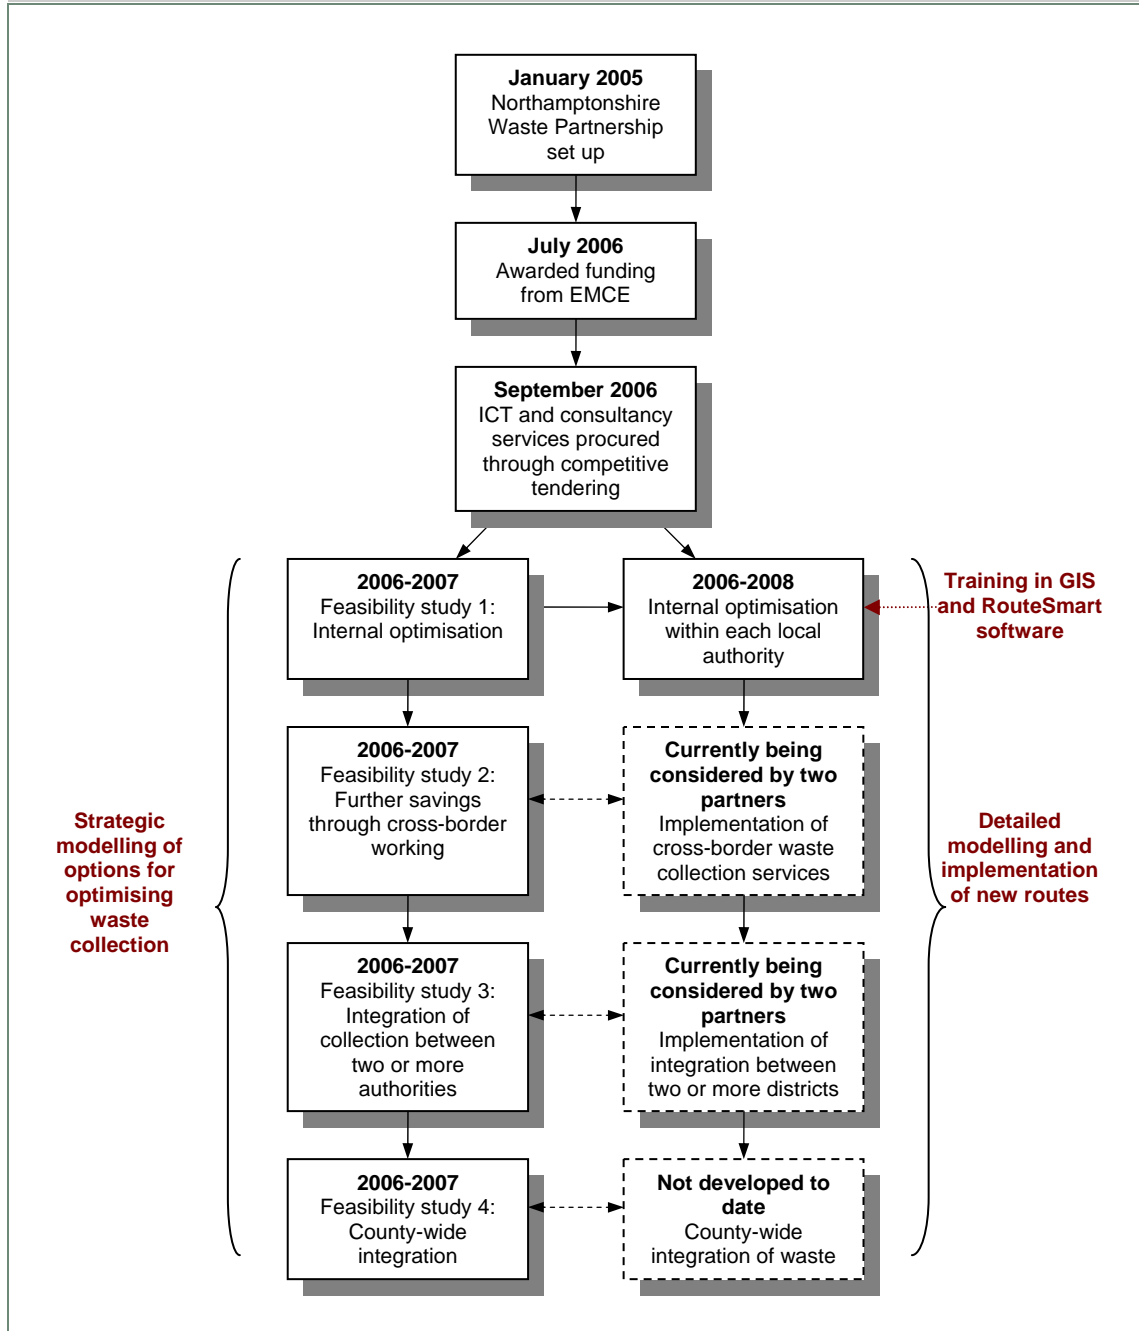 January 2005
Northamptonshire
Waste Partnership
set up
July 2006
Awarded funding
from EMCE
September 2006
ICT and consultancy
services procured
through competitive
tendering
2006-2007
Feasibility study 1:
Internal optimisation
2006-2008
Internal optimisation
within each local
authority
Training in GIS
and RouteSmart
software
2006-2007
Feasibility study 2:
Further savings
through cross-border
working
Currently being
considered by two
partners
Implementation of
cross-border waste
collection services
Strategic
modelling of
options for
optimising
waste
collection
Detailed
modelling and
implementation
of new routes
2006-2007
Feasibility study 3:
Integration of
collection between
two or more
authorities
Currently being
considered by two
partners
Implementation of
integration between
two or more districts
2006-2007
Feasibility study 4:
County-wide
integration
Not developed to
date
County-wide
integration of waste